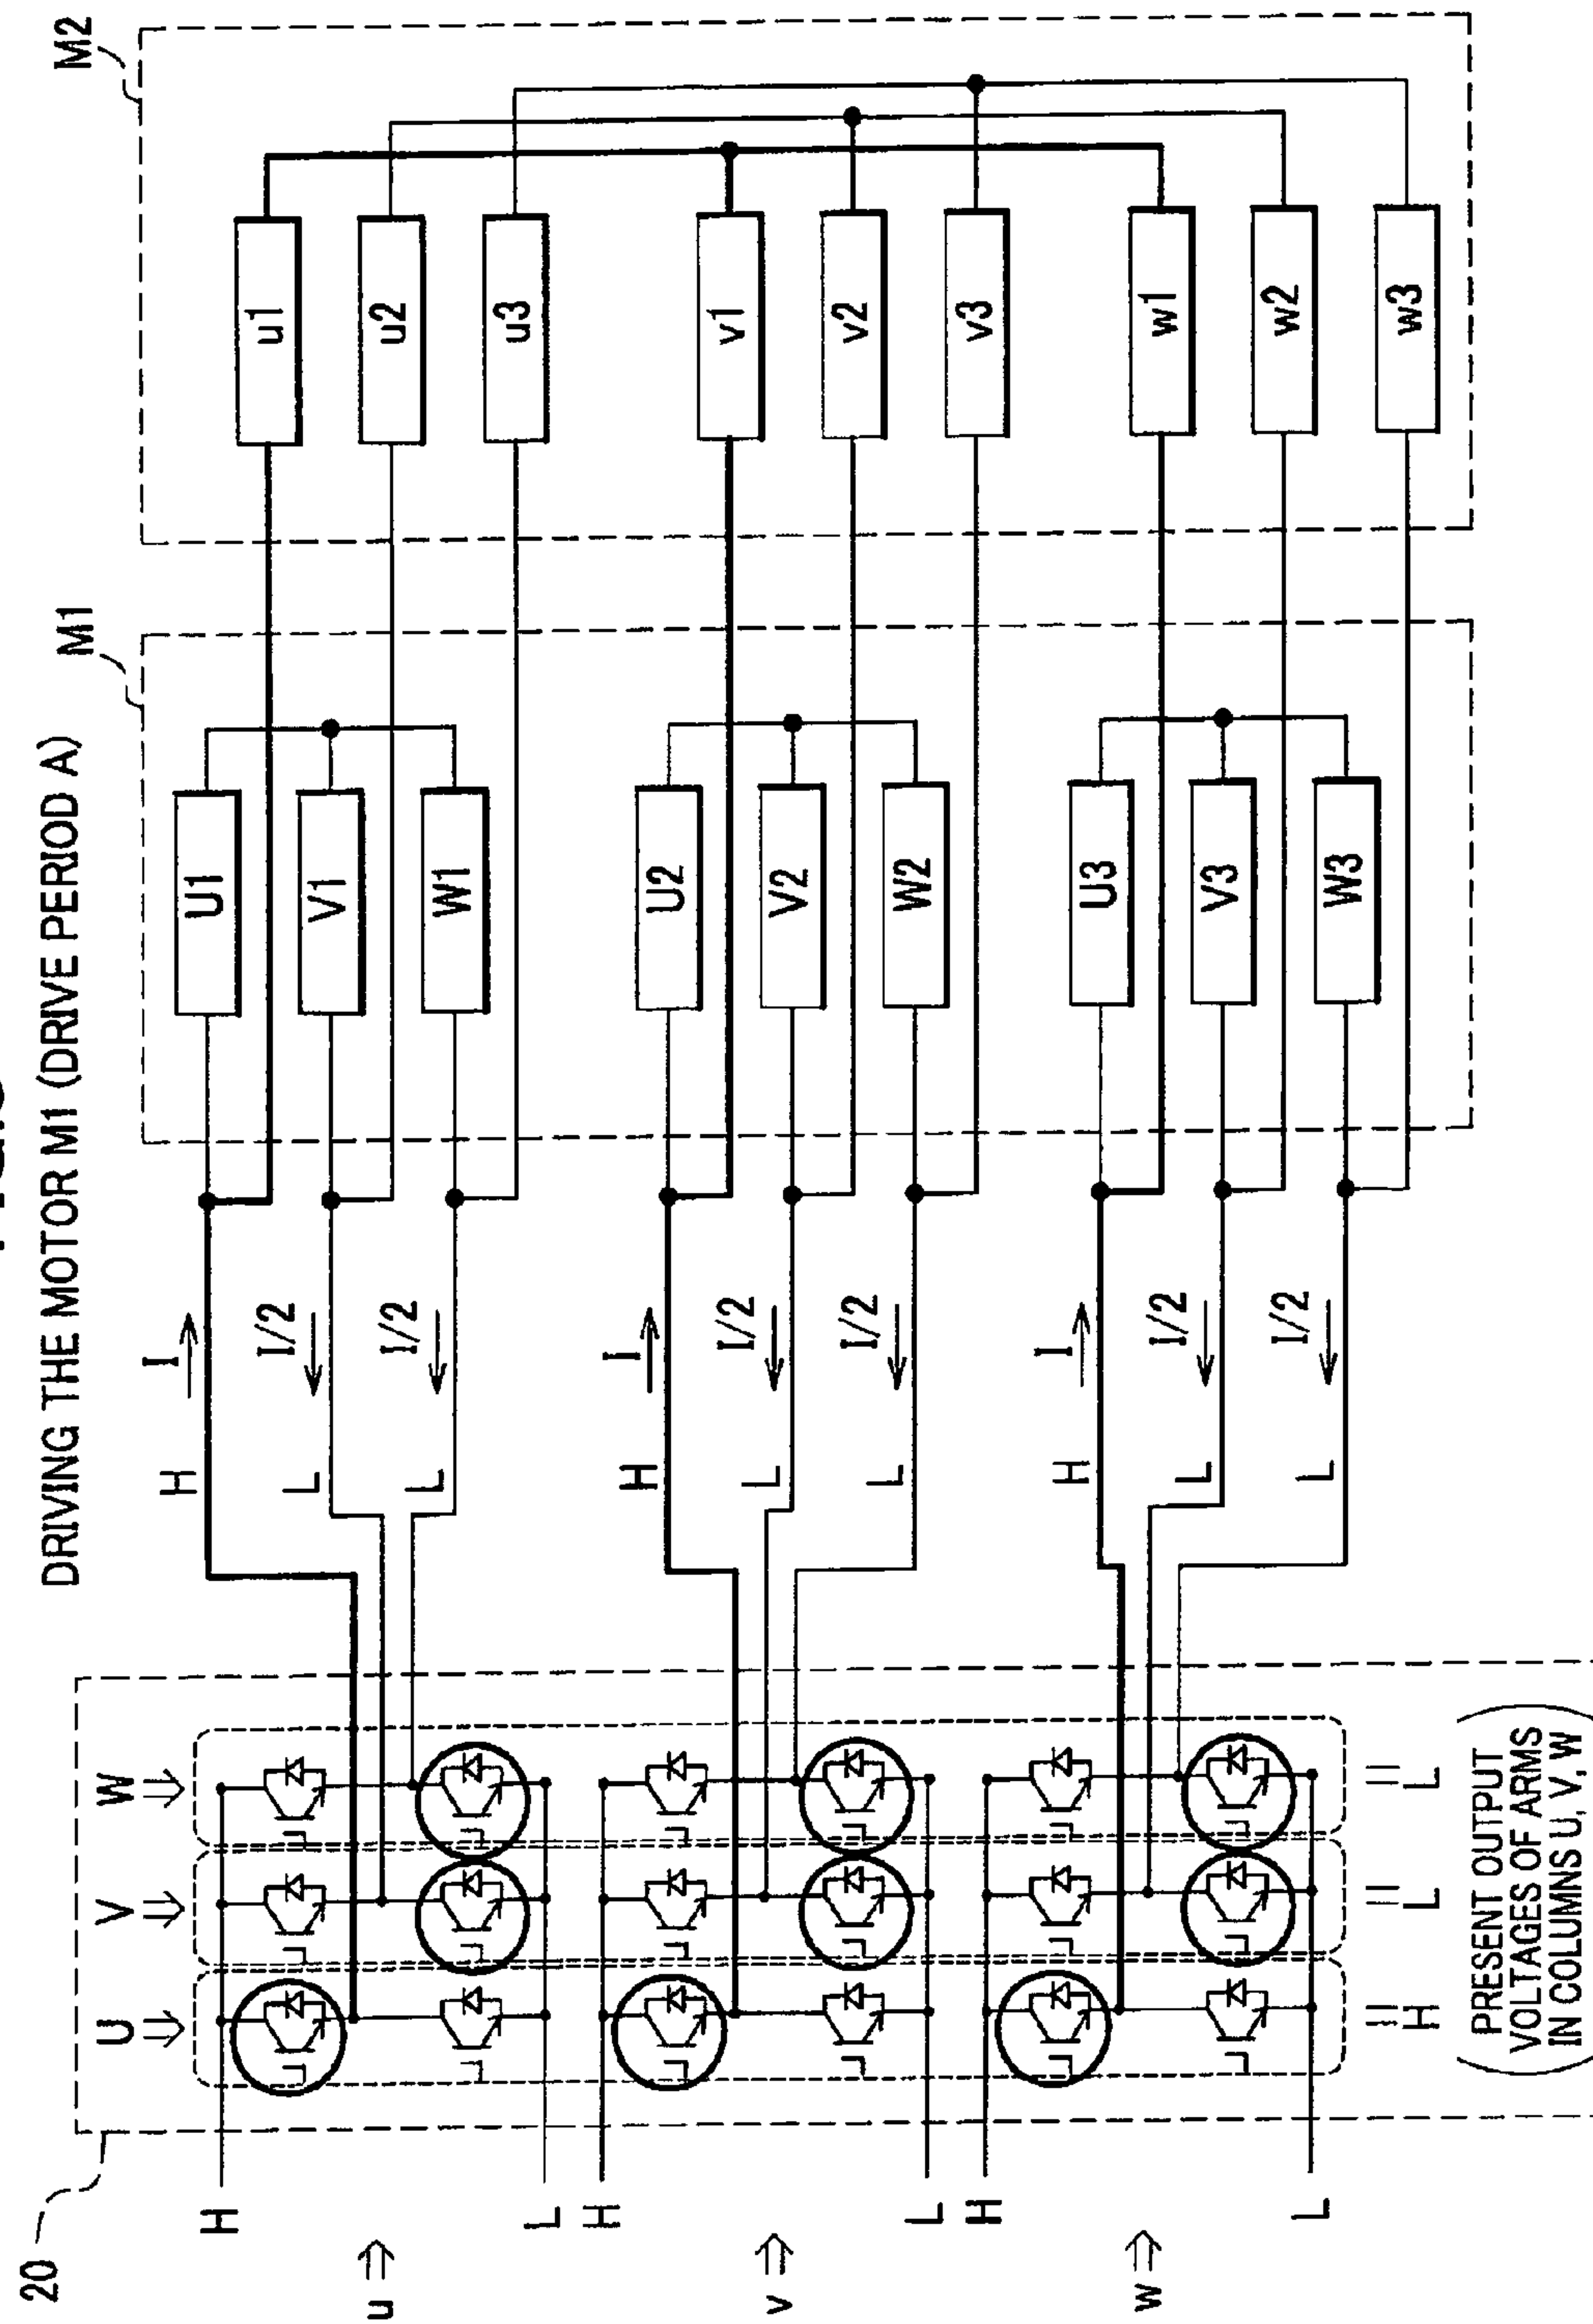 DRIVING THE MOTOR M1 (DRIVE PERIOD A)
20
M1
M2
U
V
W
u
H
L
v
H
L
w
H
L
H
I
L
I/2
L
I/2
H
I
L
I/2
L
I/2
H
I
L
I/2
L
I/2
U1
V1
W1
U2
V2
W2
U3
V3
W3
u1
u2
u3
v1
v2
v3
w1
w2
w3
H
L
L
PRESENT OUTPUT
VOLTAGES OF ARMS
IN COLUMNS U, V, W